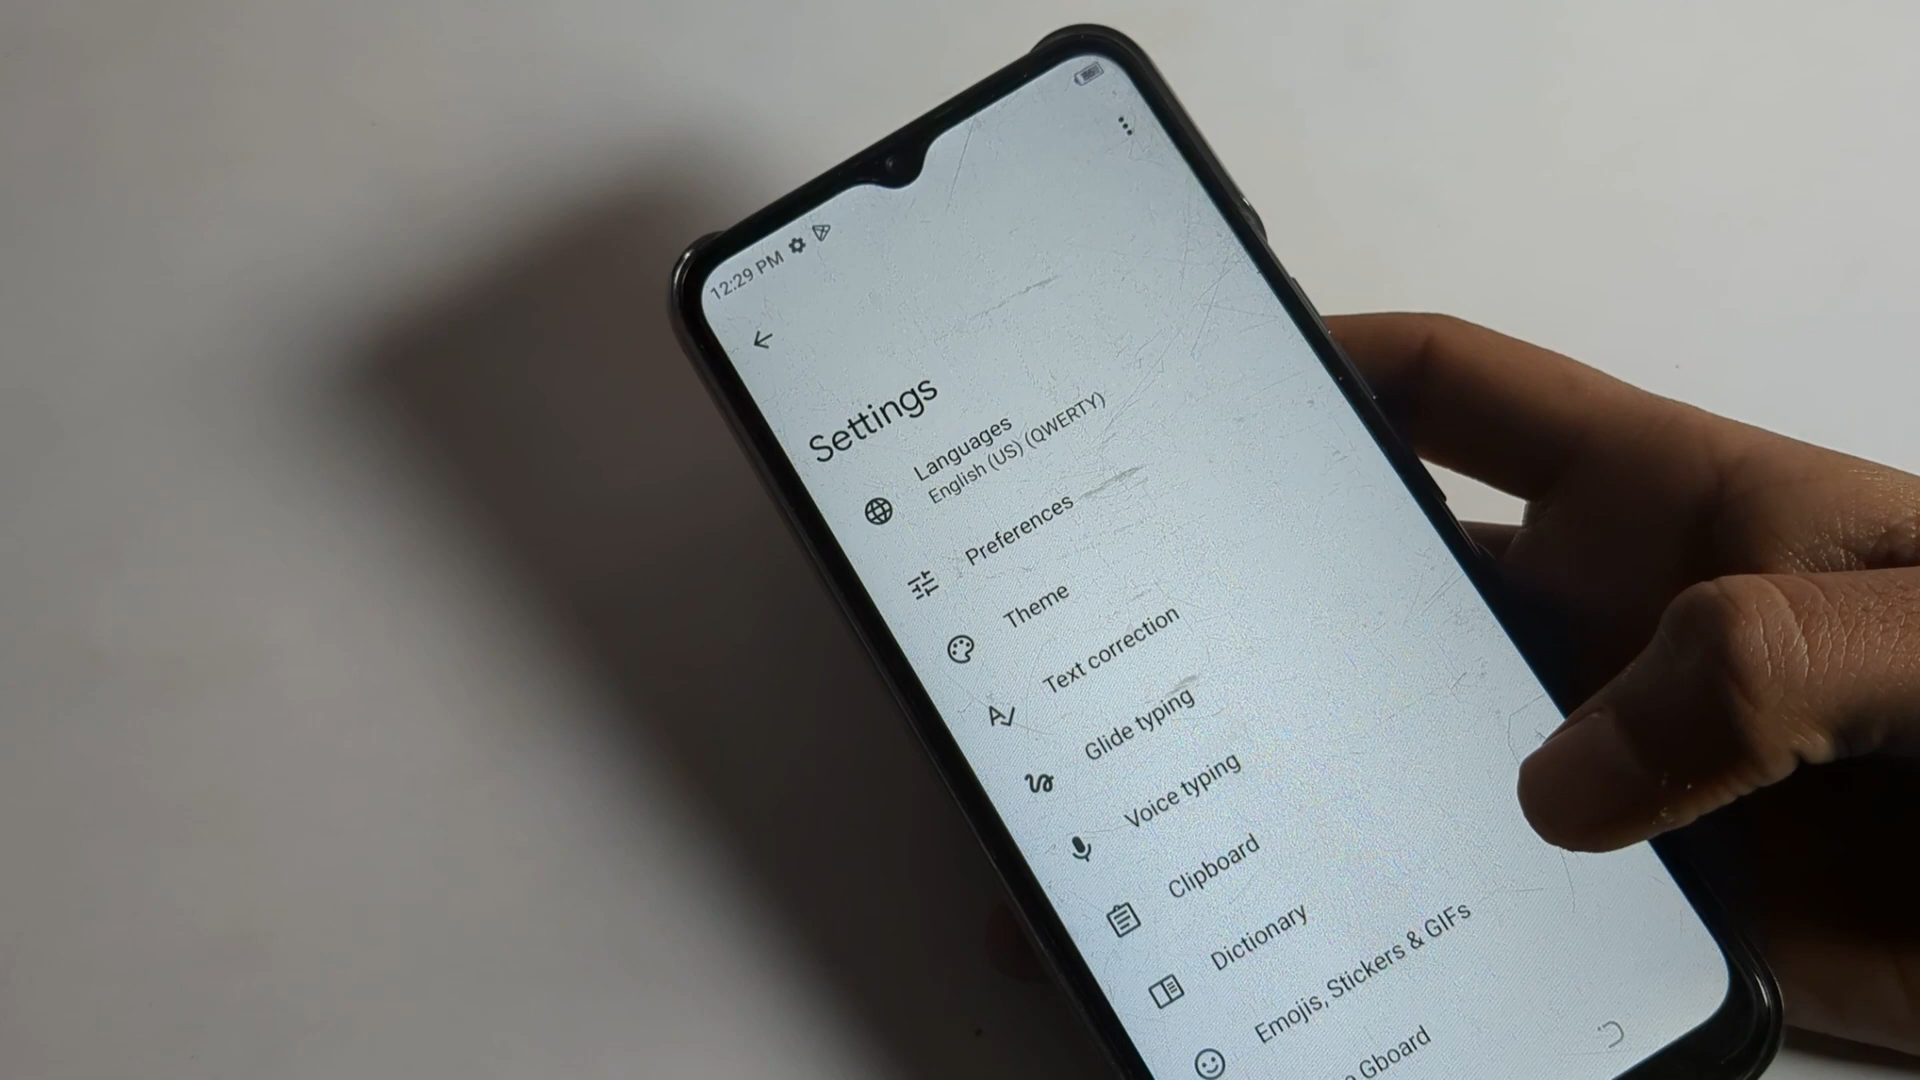 12:29 PM
Settings
Languages
English (US) (QWERTY)
Preferences
Theme
Text correction
Glide typing
Voice typing
Clipboard
Dictionary
Emojis, Stickers & GIFs
Gboard